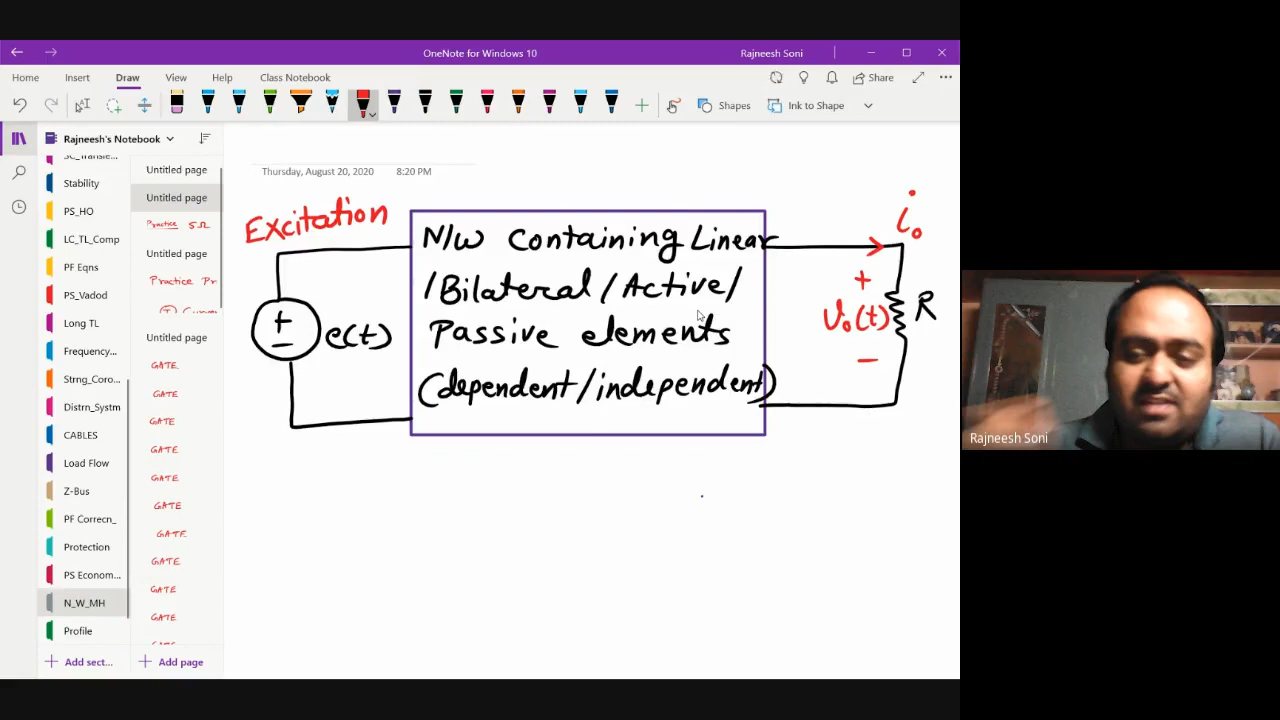 OneNote for Windows 10
Rajneesh Soni
Home
Insert
Draw
View
Help
Class Notebook
Share
Shapes
Ink to Shape
Rajneesh's Notebook
Stability
PS_HO
LC_TL_Comp
PF Eqns
PS_Vadod
Long TL
Frequency...
Strng_Coro...
Distrn_Systm
CABLES
Load Flow
Z-Bus
PF Correcn_
Protection
PS Econom...
N_W_MH
Profile
Add sect...
Untitled page
Untitled page
Practice 5Ω
Untitled page
Practice Pr
Untitled page
GATE
GATE
GATE
GATE
GATE
GATE
GATE
GATE
GATE
GATE
Add page
Thursday, August 20, 2020 8:20 PM
Excitation
+
−
e(t)
N/W Containing Linear
/Bilateral/Active/
Passive elements
(dependent/independent)
i₀
+
v₀(t)
−
R
Rajneesh Soni